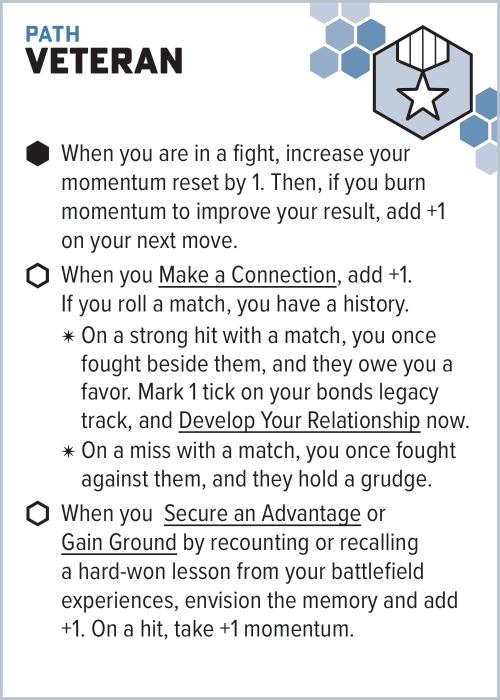 PATH
VETERAN
When you are in a fight, increase your
momentum reset by 1. Then, if you burn
momentum to improve your result, add +1
on your next move.
When you Make a Connection, add +1.
If you roll a match, you have a history.
✴ On a strong hit with a match, you once
fought beside them, and they owe you a
favor. Mark 1 tick on your bonds legacy
track, and Develop Your Relationship now.
✴ On a miss with a match, you once fought
against them, and they hold a grudge.
When you Secure an Advantage or
Gain Ground by recounting or recalling
a hard-won lesson from your battlefield
experiences, envision the memory and add
+1. On a hit, take +1 momentum.